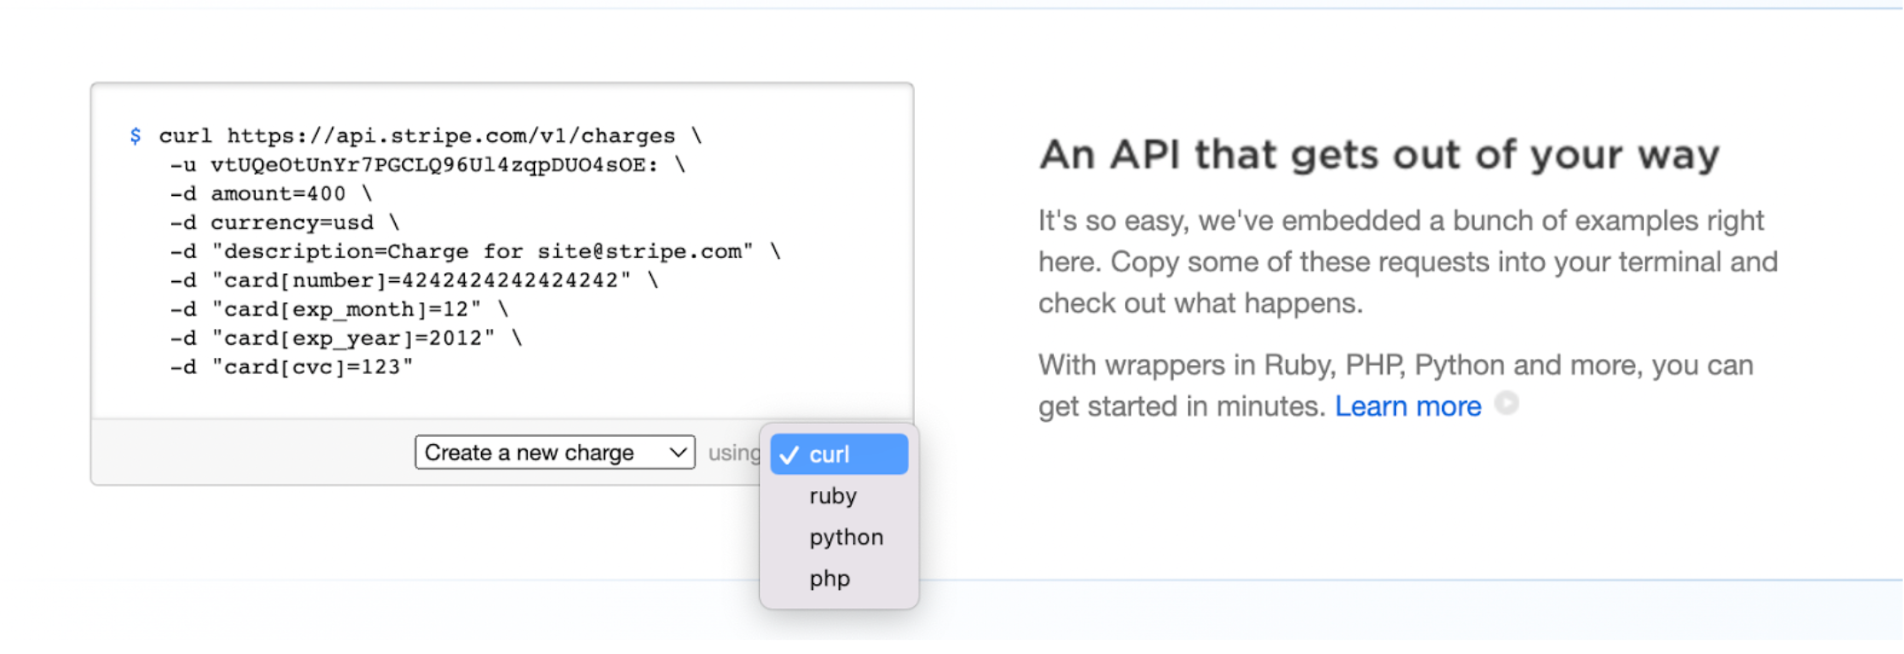 $ curl https://api.stripe.com/v1/charges \
-u vtUQeOtUnYr7PGCLQ96Ul4zqpDUO4sOE: \
-d amount=400 \
-d currency=usd \
-d "description=Charge for site@stripe.com" \
-d "card[number]=4242424242424242" \
-d "card[exp_month]=12" \
-d "card[exp_year]=2012" \
-d "card[cvc]=123"
Create a new charge using
✓ curl
ruby
python
php
An API that gets out of your way
It's so easy, we've embedded a bunch of examples right
here. Copy some of these requests into your terminal and
check out what happens.
With wrappers in Ruby, PHP, Python and more, you can
get started in minutes. Learn more